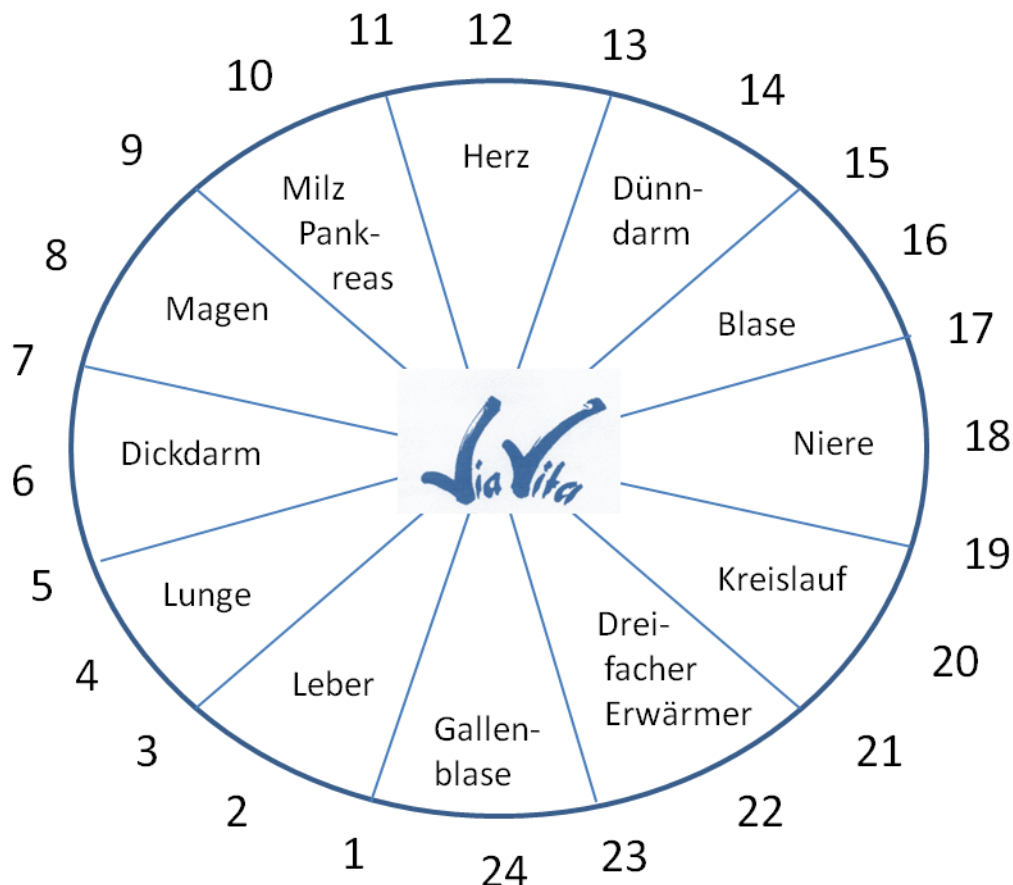 11
12
13
10
14
9
15
8
16
7
17
6
18
5
19
4
20
3
21
2
22
1
24
23
Herz
Milz
Pank-
reas
Dünn-
darm
Magen
Blase
Dickdarm
Niere
Via Vita
Lunge
Kreislauf
Leber
Drei-
facher
Erwärmer
Gallen-
blase